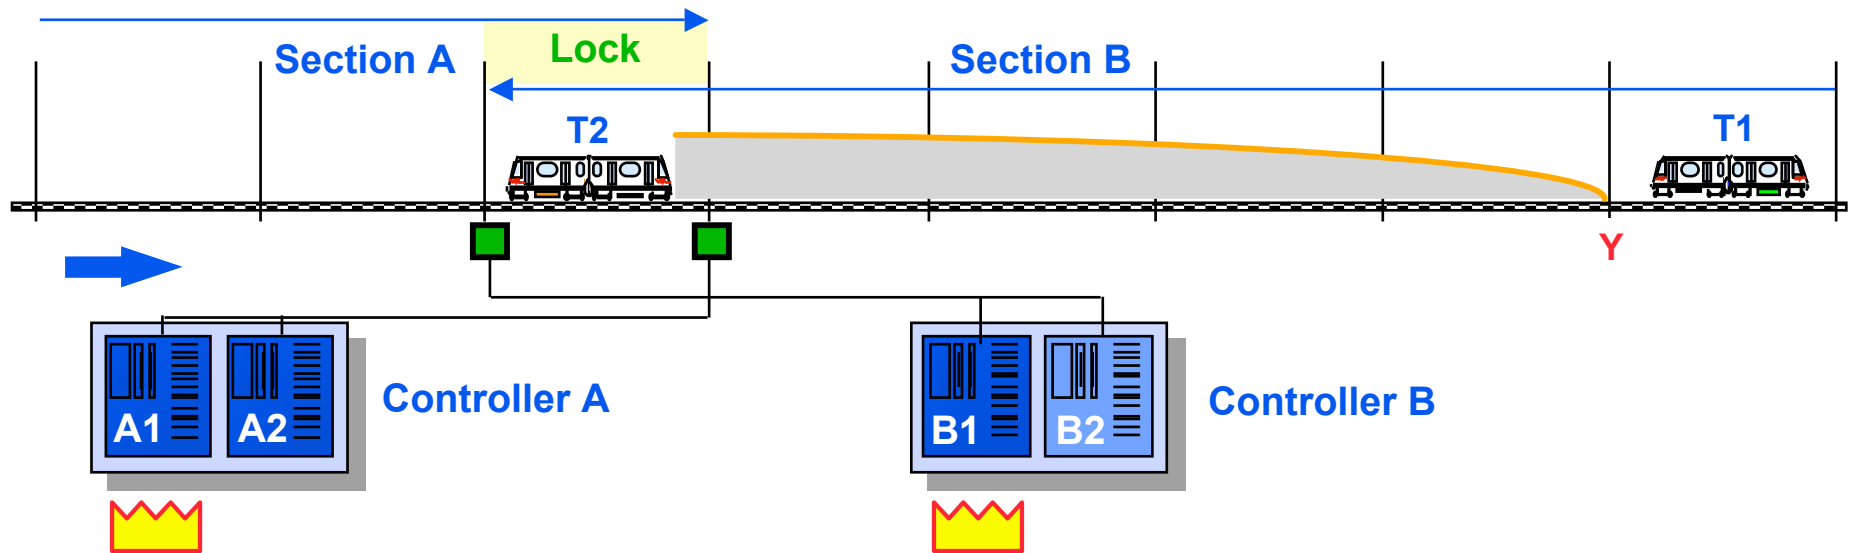 Lock
Section A
Section B
T2
T1
Y
A1
A2
Controller A
B1
B2
Controller B